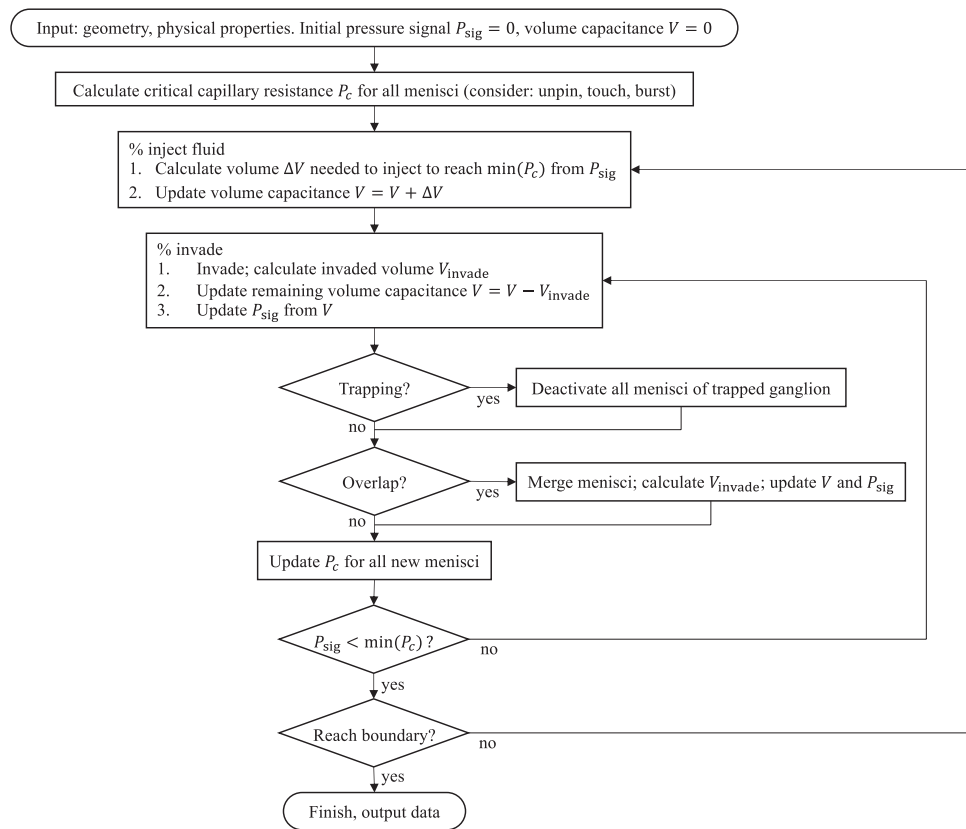 Input: geometry, physical properties. Initial pressure signal P_sig = 0, volume capacitance V = 0
Calculate critical capillary resistance P_c for all menisci (consider: unpin, touch, burst)
% inject fluid
1. Calculate volume ΔV needed to inject to reach min(P_c) from P_sig
2. Update volume capacitance V = V + ΔV
% invade
1. Invade; calculate invaded volume V_invade
2. Update remaining volume capacitance V = V − V_invade
3. Update P_sig from V
Trapping?
yes
Deactivate all menisci of trapped ganglion
no
Overlap?
yes
Merge menisci; calculate V_invade; update V and P_sig
no
Update P_c for all new menisci
P_sig < min(P_c) ?
no
yes
Reach boundary?
no
yes
Finish, output data